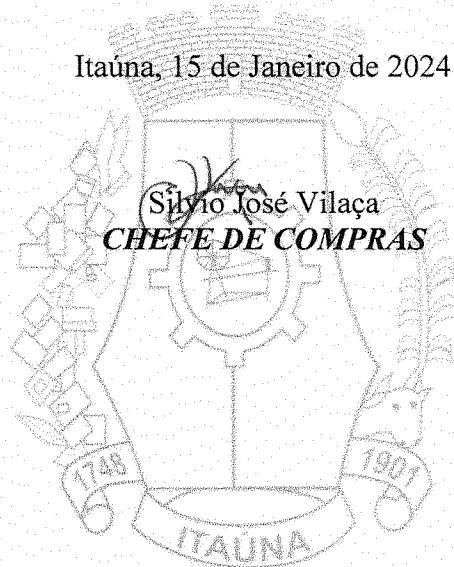 Itaúna, 15 de Janeiro de 2024
Silvio José Vilaça
CHEFE DE COMPRAS
1748
1901
ITAÚNA